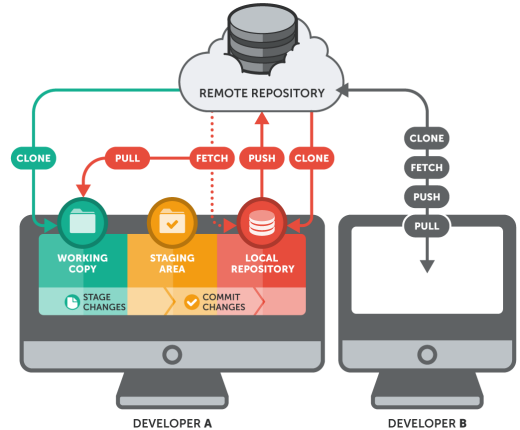 REMOTE REPOSITORY
CLONE
PULL
FETCH
PUSH
CLONE
CLONE
FETCH
PUSH
PULL
WORKING
COPY
STAGING
AREA
LOCAL
REPOSITORY
STAGE
CHANGES
COMMIT
CHANGES
DEVELOPER A
DEVELOPER B